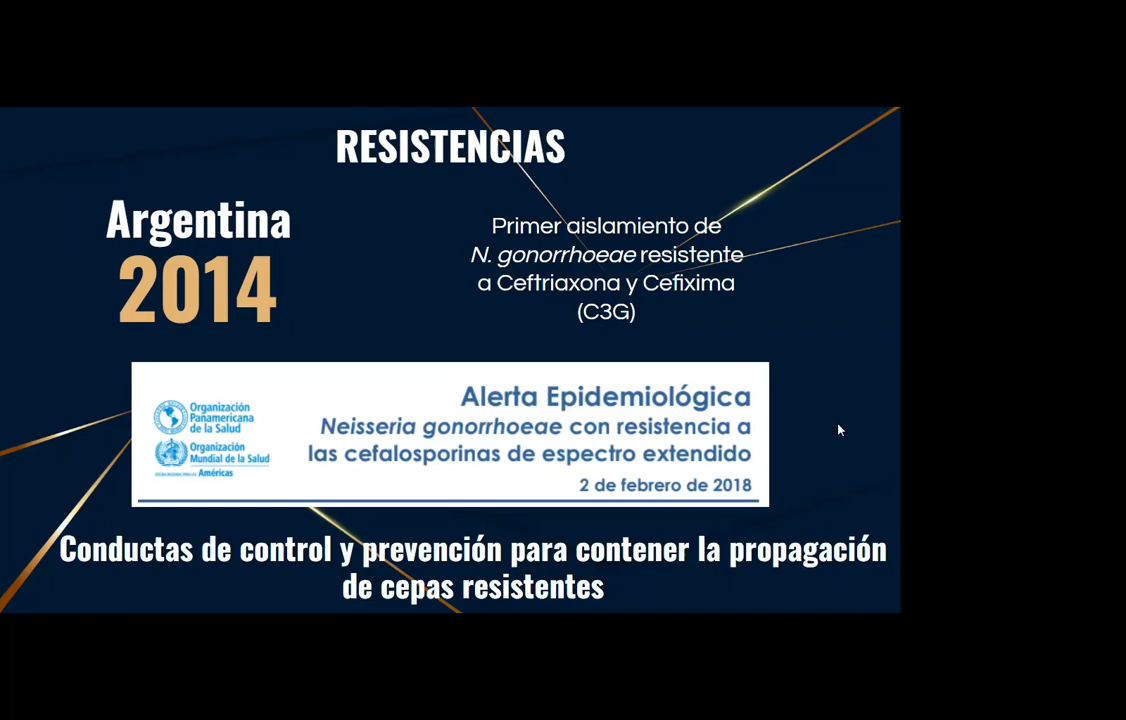 RESISTENCIAS
Argentina
2014
Primer aislamiento de
N. gonorrhoeae resistente
a Ceftriaxona y Cefixima
(C3G)
Organización
Panamericana
de la Salud
Organización
Mundial de la Salud
Américas
Alerta Epidemiológica
Neisseria gonorrhoeae con resistencia a
las cefalosporinas de espectro extendido
2 de febrero de 2018
Conductas de control y prevención para contener la propagación
de cepas resistentes